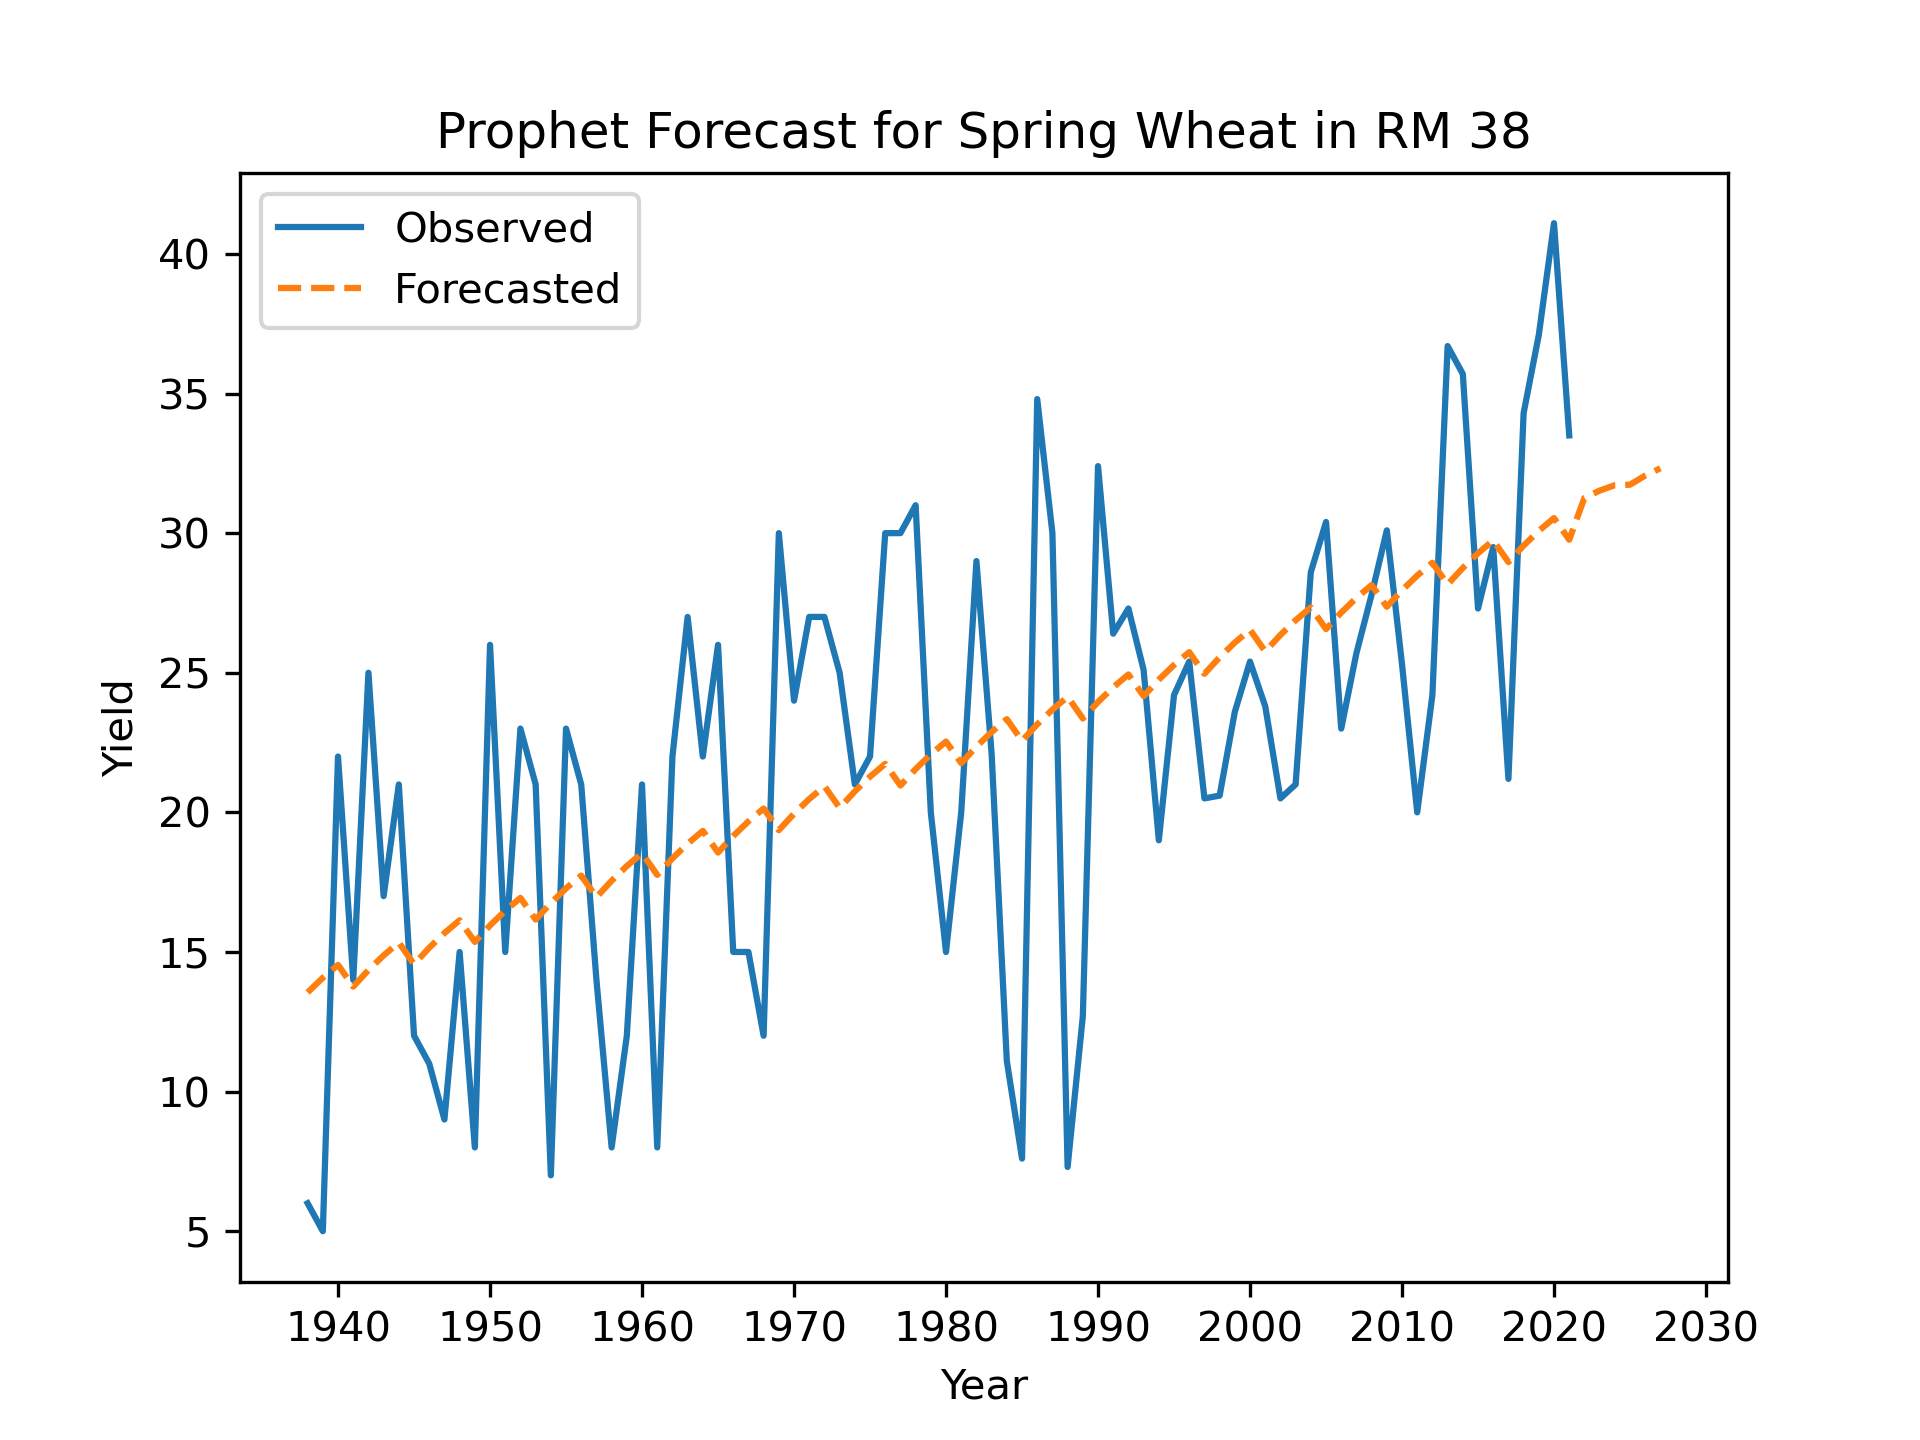 Prophet Forecast for Spring Wheat in RM 38
Observed
Forecasted
40
35
30
25
20
15
10
5
Yield
1940 1950 1960 1970 1980 1990 2000 2010 2020 2030
Year